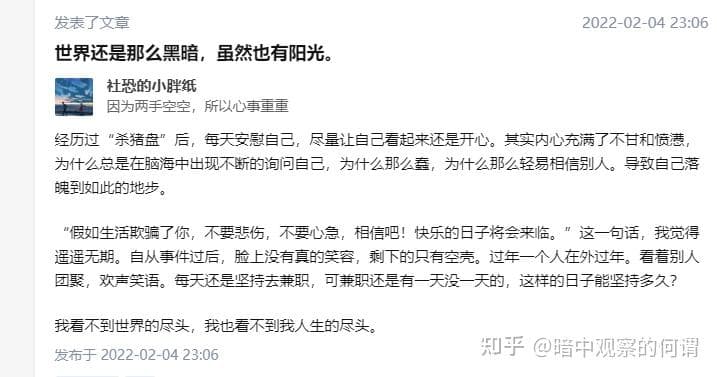 发表了文章
2022-02-04 23:06
世界还是那么黑暗，虽然也有阳光。
社恐的小胖纸
因为两手空空，所以心事重重
经历过“杀猪盘”后，每天安慰自己，尽量让自己看起来还是开心。其实内心充满了不甘和愤懑，
为什么总是在脑海中出现不断的询问自己，为什么那么蠢，为什么那么轻易相信别人。导致自己落
魄到如此的地步。
“假如生活欺骗了你，不要悲伤，不要心急，相信吧！快乐的日子将会来临。”这一句话，我觉得
遥遥无期。自从事件过后，脸上没有真的笑容，剩下的只有空壳。过年一个人在外过年。看着别人
团聚，欢声笑语。每天还是坚持去兼职，可兼职还是有一天没一天的，这样的日子能坚持多久？
我看不到世界的尽头，我也看不到我人生的尽头。
发布于 2022-02-04 23:06
知乎 @暗中观察的何谓